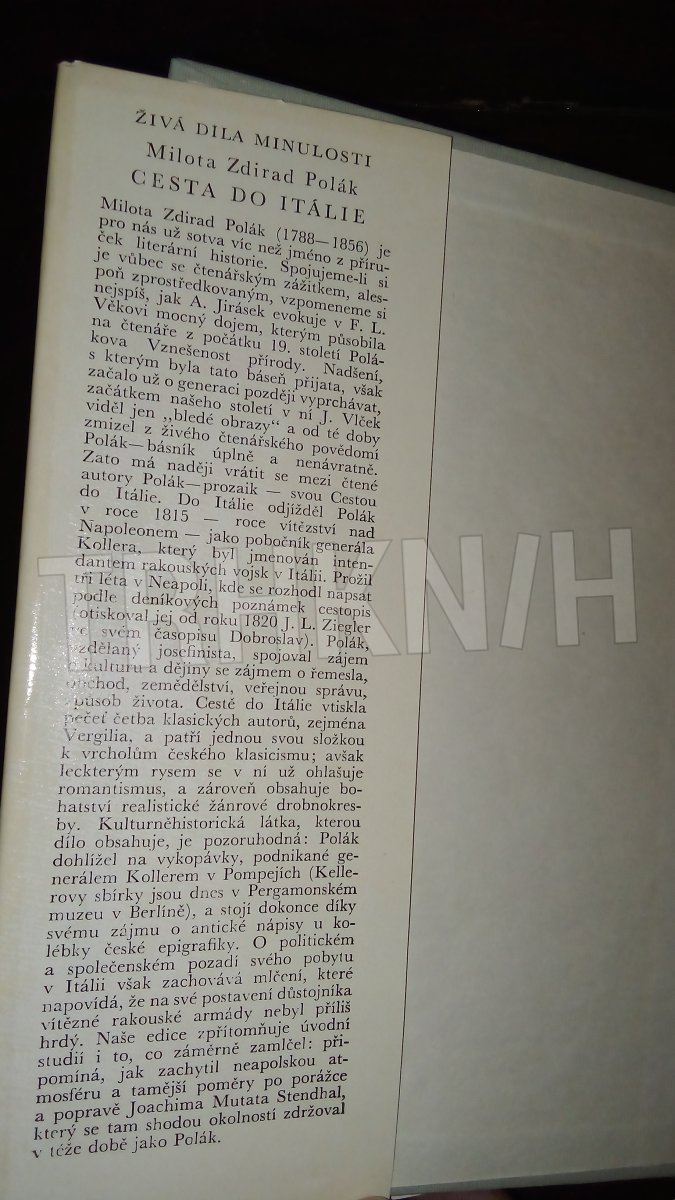 ŽIVÁ DÍLA MINULOSTI
Milota Zdirad Polák
CESTA DO ITÁLIE
Milota Zdirad Polák (1788—1856) je
pro nás už sotva víc než jméno z příru-
ček literární historie. Spojujeme-li si
je vůbec se čtenářským zážitkem, ales-
poň zprostředkovaným, vzpomeneme si
nejspíš, jak A. Jirásek evokuje v F. L.
Věkovi mocný dojem, kterým působila
na čtenáře z počátku 19. století Polá-
kova Vznešenost přírody. Nadšení,
s kterým byla tato báseň přijata, však
začalo už o generaci později vyprchávat,
začátkem našeho století v ní J. Vlček
viděl jen „bledé obrazy“ a od té doby
zmizel z živého čtenářského povědomí
Polák—básník úplně a nenávratně.
Zato má naději vrátit se mezi čtené
autory Polák—prozaik — svou Cestou
do Itálie. Do Itálie odjížděl Polák
v roce 1815 — roce vítězství nad
Napoleonem — jako pobočník generála
Kollera, který byl jmenován inten-
dantem rakouských vojsk v Itálii. Prožil
tři léta v Neapoli, kde se rozhodl napsat
podle deníkových poznámek cestopis
(otiskoval jej od roku 1820 J. L. Ziegler
ve svém časopisu Dobroslav). Polák,
vzdělaný josefinista, spojoval zájem
o kulturu a dějiny se zájmem o řemesla,
obchod, zemědělství, veřejnou správu,
způsob života. Cestě do Itálie vtiskla
pečeť četba klasických autorů, zejména
Vergilia, a patří jednou svou složkou
k vrcholům českého klasicismu; avšak
leckterým rysem se v ní už ohlašuje
romantismus, a zároveň obsahuje bo-
hatství realistické žánrové drobnokres-
by. Kulturněhistorická látka, kterou
dílo obsahuje, je pozoruhodná: Polák
dohlížel na vykopávky, podnikané ge-
nerálem Kollerem v Pompejích (Kelle-
rovy sbírky jsou dnes v Pergamonském
muzeu v Berlíně), a stojí dokonce díky
svému zájmu o antické nápisy u ko-
lébky české epigrafiky. O politickém
a společenském pozadí svého pobytu
v Itálii však zachovává mlčení, které
napovídá, že na své postavení důstojníka
vítězné rakouské armády nebyl příliš
hrdý. Naše edice zpřítomňuje úvodní
studií i to, co záměrně zamlčel: při-
pomíná, jak zachytil neapolskou at-
mosféru a tamější poměry po porážce
a popravě Joachima Mutata Stendhal,
který se tam shodou okolností zdržoval
v téže době jako Polák.